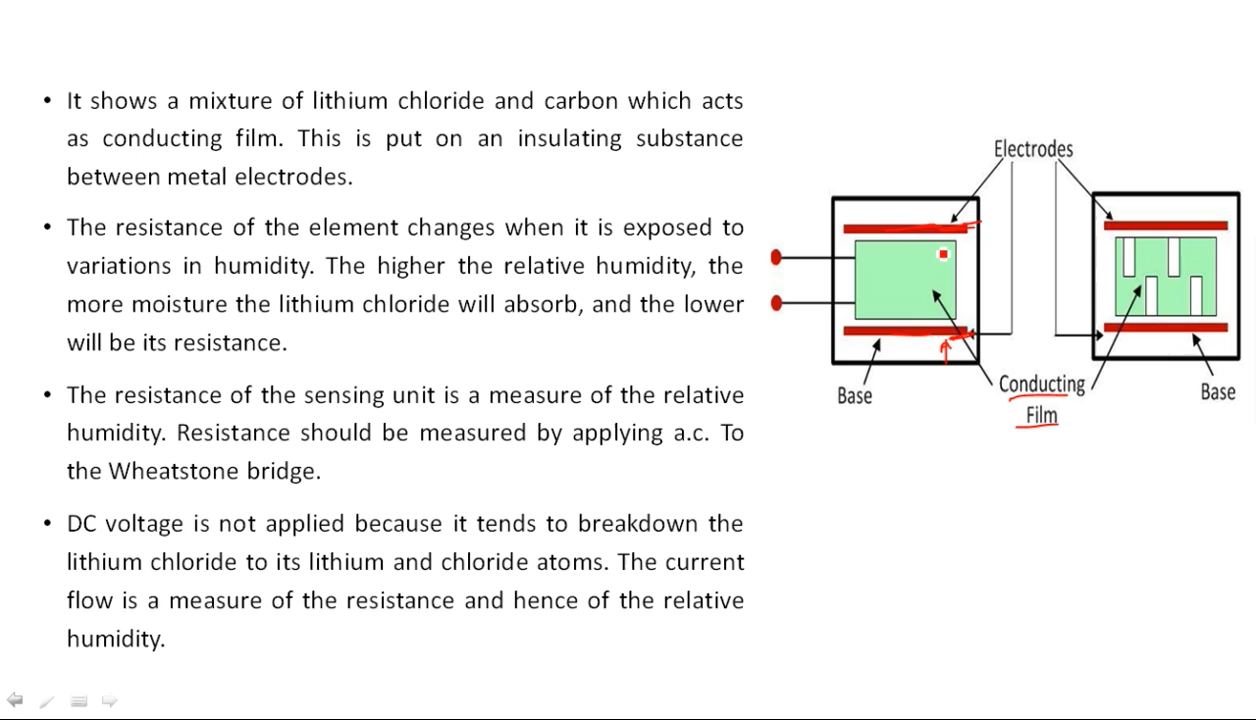 • It shows a mixture of lithium chloride and carbon which acts
as conducting film. This is put on an insulating substance
between metal electrodes.
• The resistance of the element changes when it is exposed to
variations in humidity. The higher the relative humidity, the
more moisture the lithium chloride will absorb, and the lower
will be its resistance.
• The resistance of the sensing unit is a measure of the relative
humidity. Resistance should be measured by applying a.c. To
the Wheatstone bridge.
• DC voltage is not applied because it tends to breakdown the
lithium chloride to its lithium and chloride atoms. The current
flow is a measure of the resistance and hence of the relative
humidity.
Electrodes
Base
Conducting
Film
Base